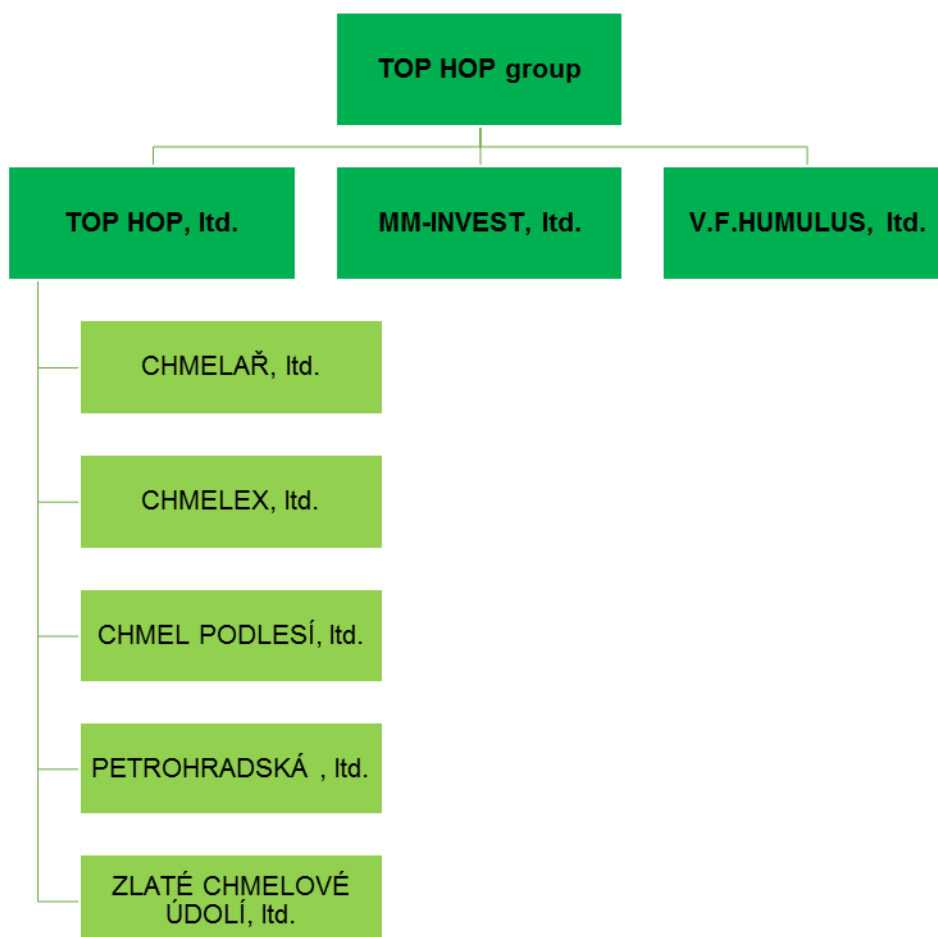 TOP HOP group
TOP HOP, ltd.
MM-INVEST, ltd.
V.F.HUMULUS, ltd.
CHMELAŘ, ltd.
CHMELEX, ltd.
CHMEL PODLESÍ, ltd.
PETROHRADSKÁ , ltd.
ZLATÉ CHMELOVÉ
ÚDOLÍ, ltd.